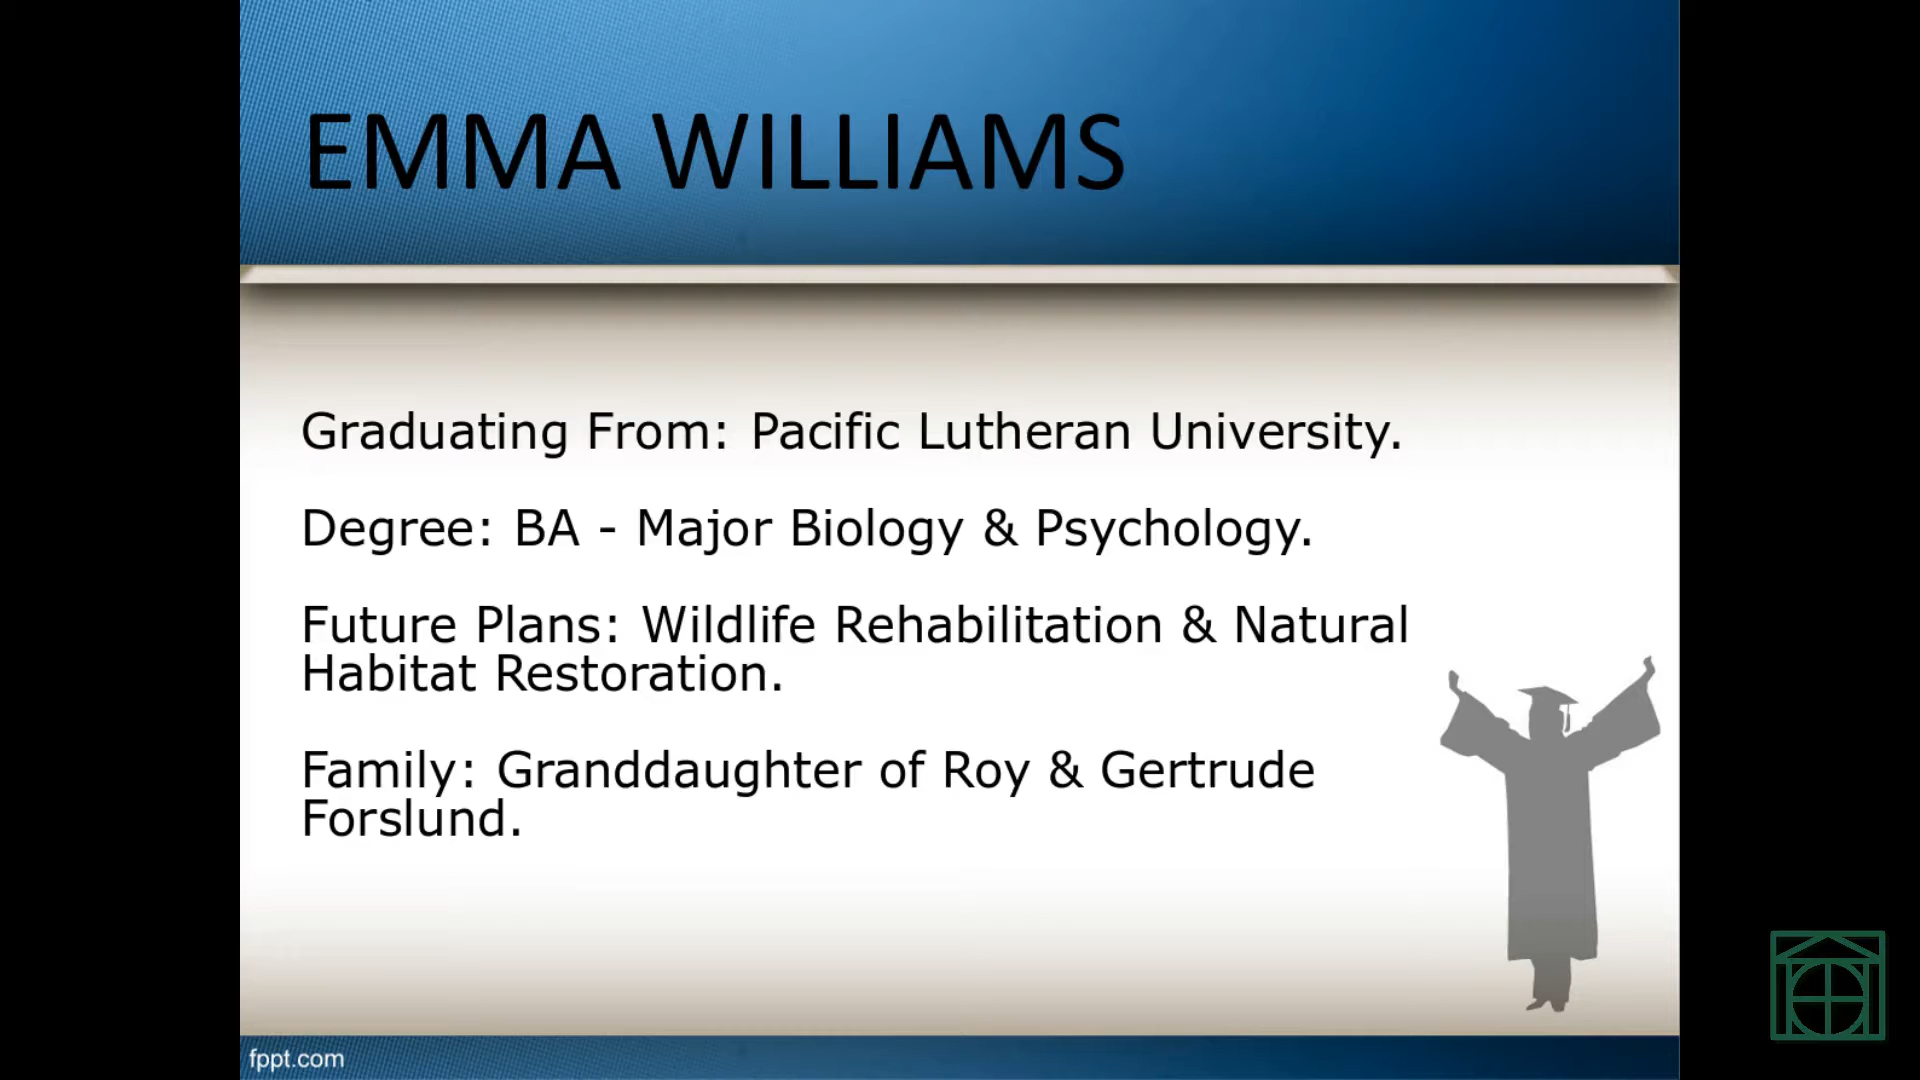 EMMA WILLIAMS
Graduating From: Pacific Lutheran University.
Degree: BA - Major Biology & Psychology.
Future Plans: Wildlife Rehabilitation & Natural
Habitat Restoration.
Family: Granddaughter of Roy & Gertrude
Forslund.
fppt.com